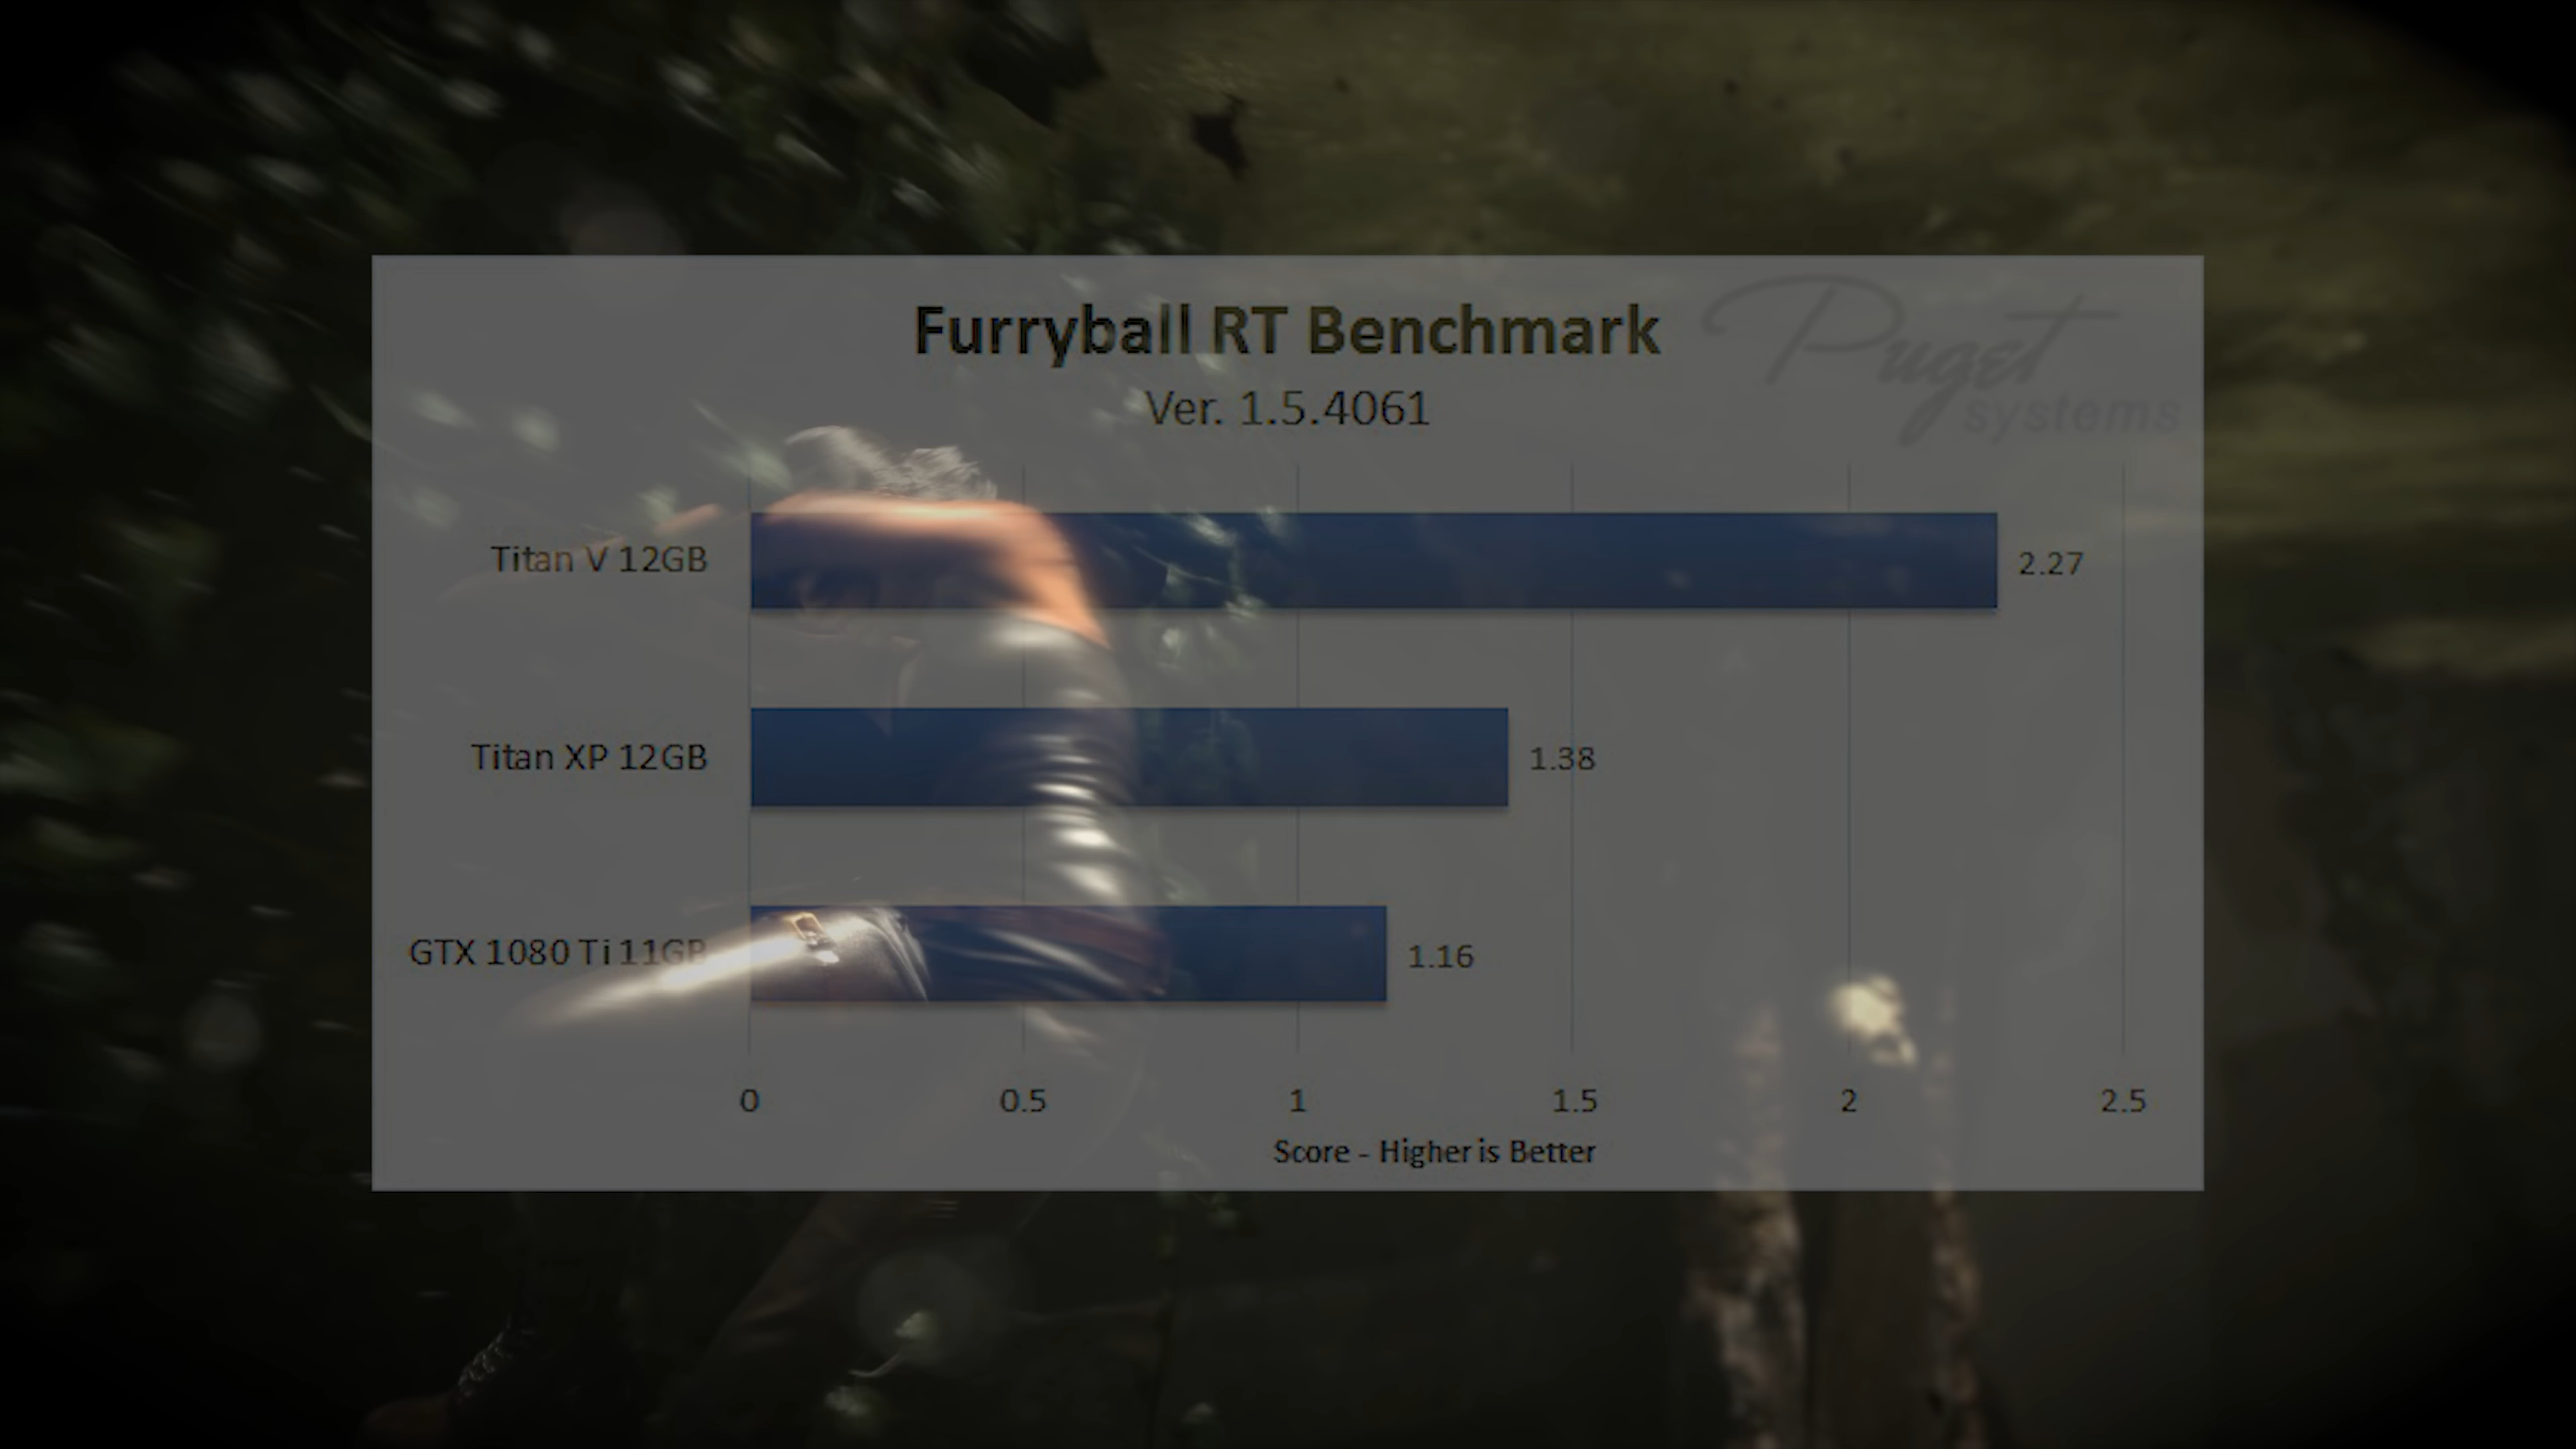 Furryball RT Benchmark
Puget
systems
Ver. 1.5.4061
Titan V 12GB
2.27
Titan XP 12GB
1.38
GTX 1080 Ti 11GB
1.16
0 0.5 1 1.5 2 2.5
Score - Higher is Better